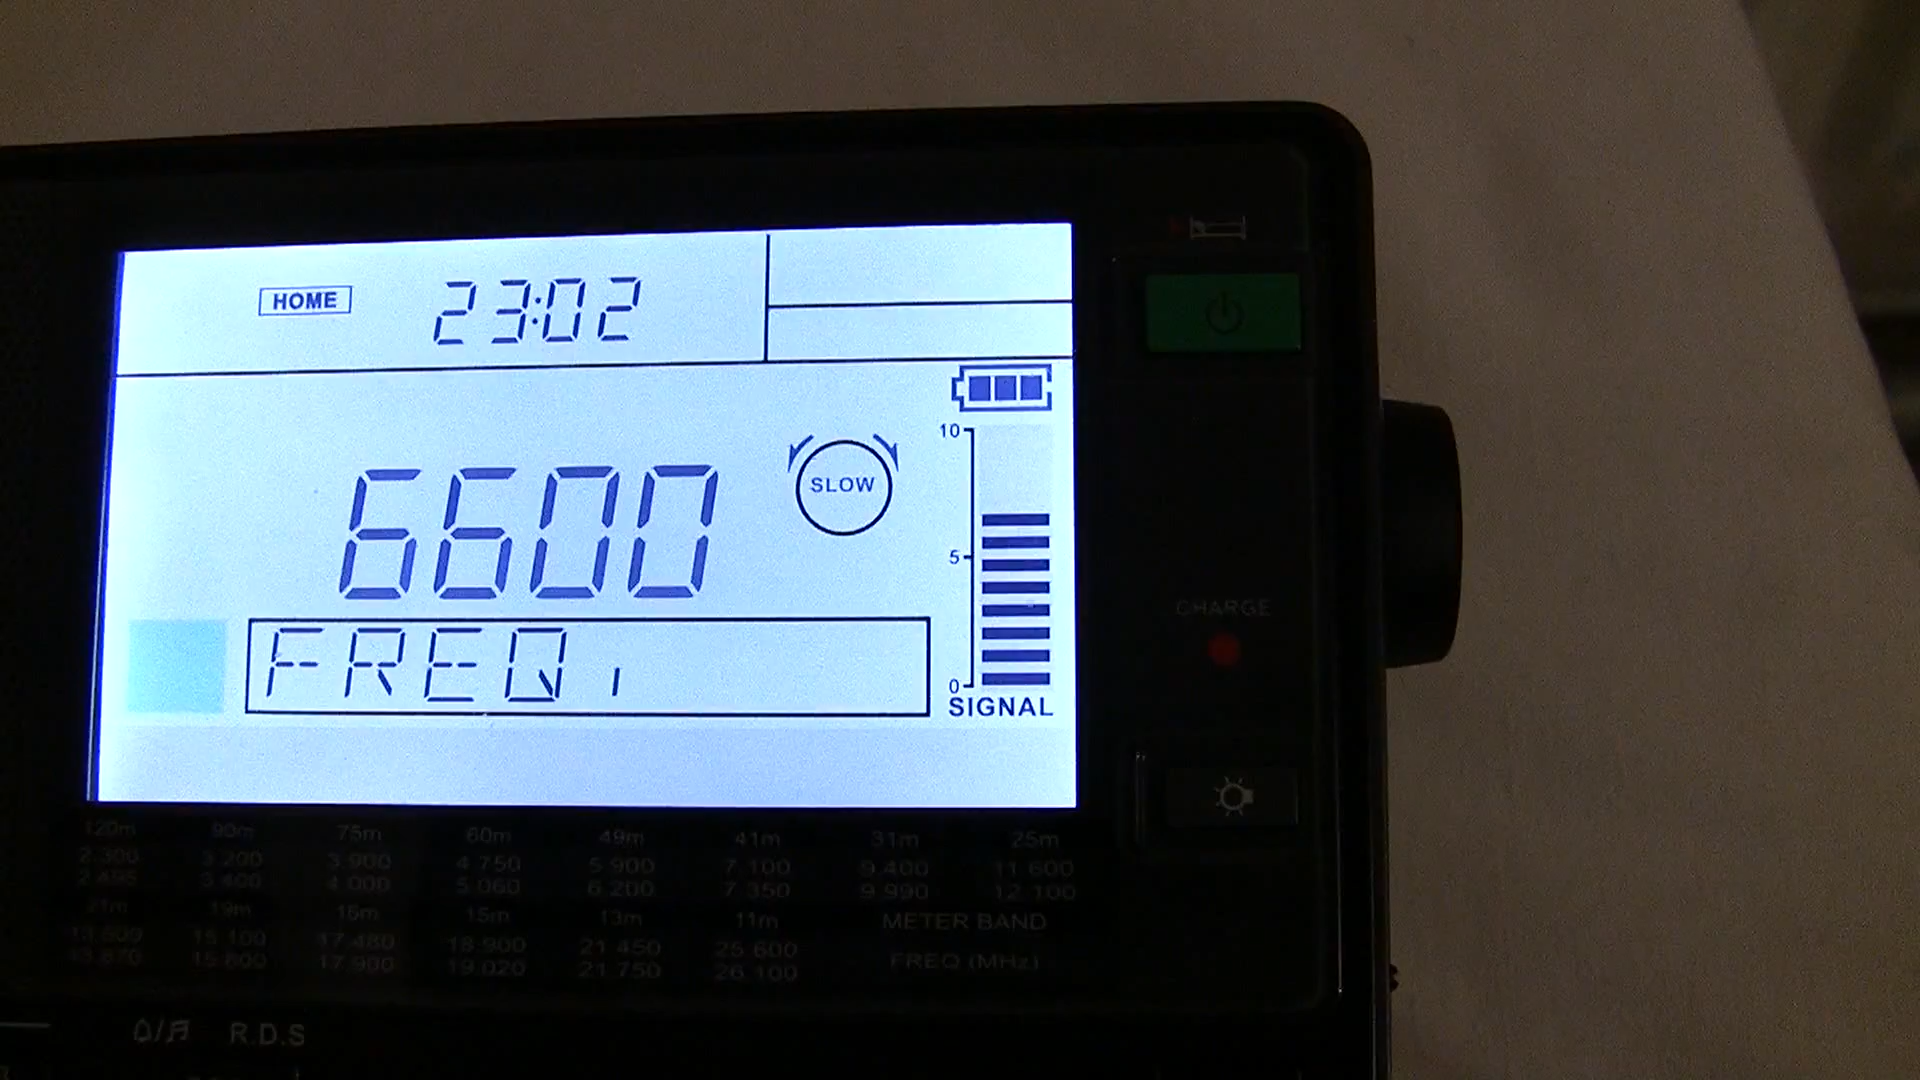 HOME 23:02
10
6600 SLOW
5
FREQ.
0
SIGNAL
CHARGE
120m 90m 75m 60m 49m 41m 31m 25m
2.300 3.200 3.900 4.750 5.900 7.100 9.400 11.600
2.495 3.400 4.000 5.060 6.200 7.350 9.990 12.100
21m 19m 16m 15m 13m 11m METER BAND
13.600 15.100 17.480 18.900 21.450 25.600 FREQ (MHz)
13.870 15.800 17.900 19.020 21.750 26.100
R.D.S